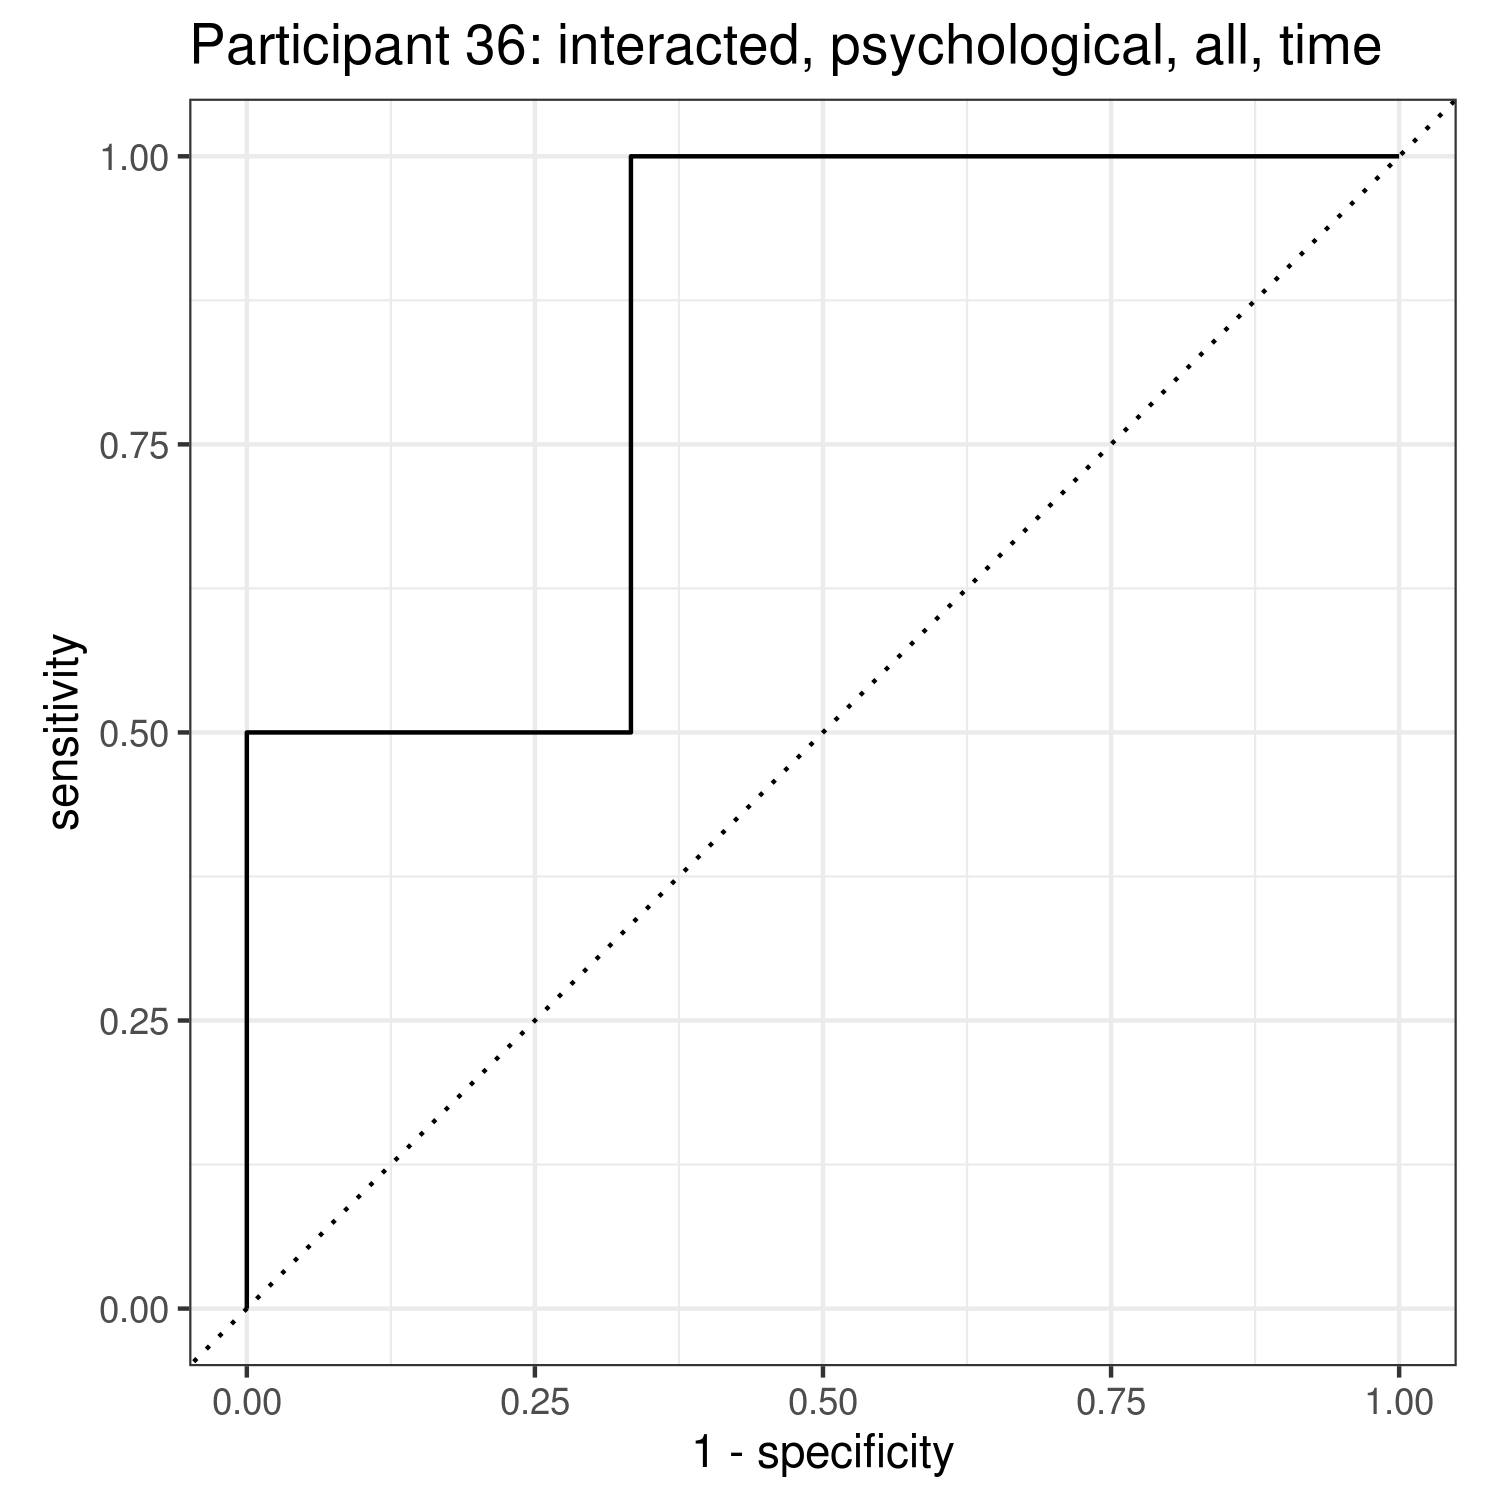 Participant 36: interacted, psychological, all, time
1.00
0.75
0.50
0.25
0.00
sensitivity
0.00 0.25 0.50 0.75 1.00
1 - specificity